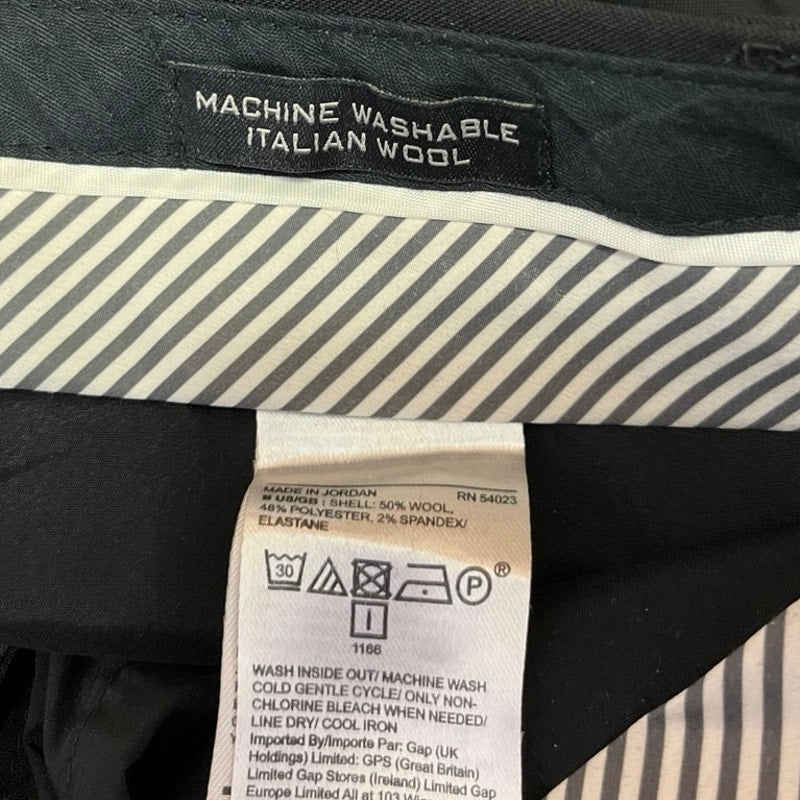 MACHINE WASHABLE
ITALIAN WOOL
MADE IN JORDAN RN 54023
US/GB : SHELL: 50% WOOL,
48% POLYESTER, 2% SPANDEX/
ELASTANE
30 P ®
1166
WASH INSIDE OUT/ MACHINE WASH
COLD GENTLE CYCLE/ ONLY NON-
CHLORINE BLEACH WHEN NEEDED/
LINE DRY/ COOL IRON
Imported By/Importe Par: Gap (UK
Holdings) Limited: GPS (Great Britain)
Limited Gap Stores (Ireland) Limited Gap
Europe Limited All at 103 Wi